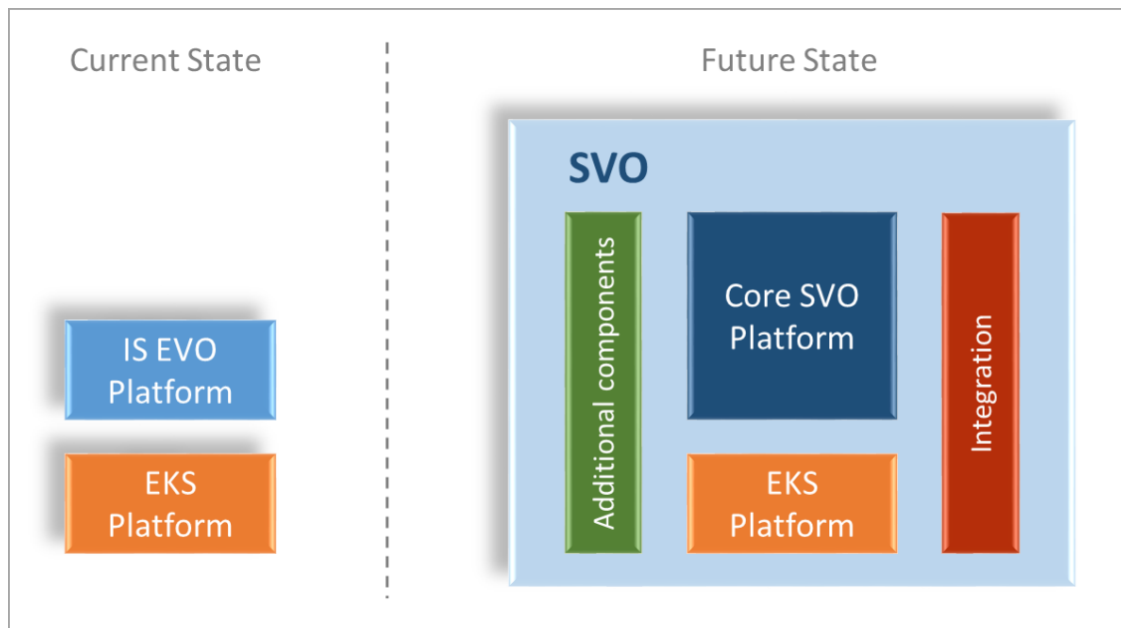 Current State
Future State
IS EVO
Platform
EKS
Platform
SVO
Additional components
Core SVO
Platform
EKS
Platform
Integration